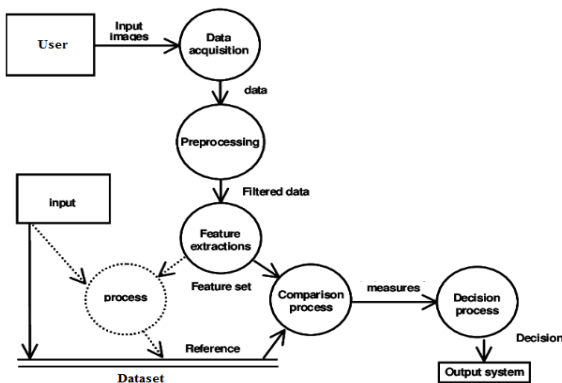 User
Input
images
Data
acquisition
data
Preprocessing
Filtered data
input
Feature
extractions
Feature set
process
Comparison
process
measures
Decision
process
Decision
Reference
Output system
Dataset